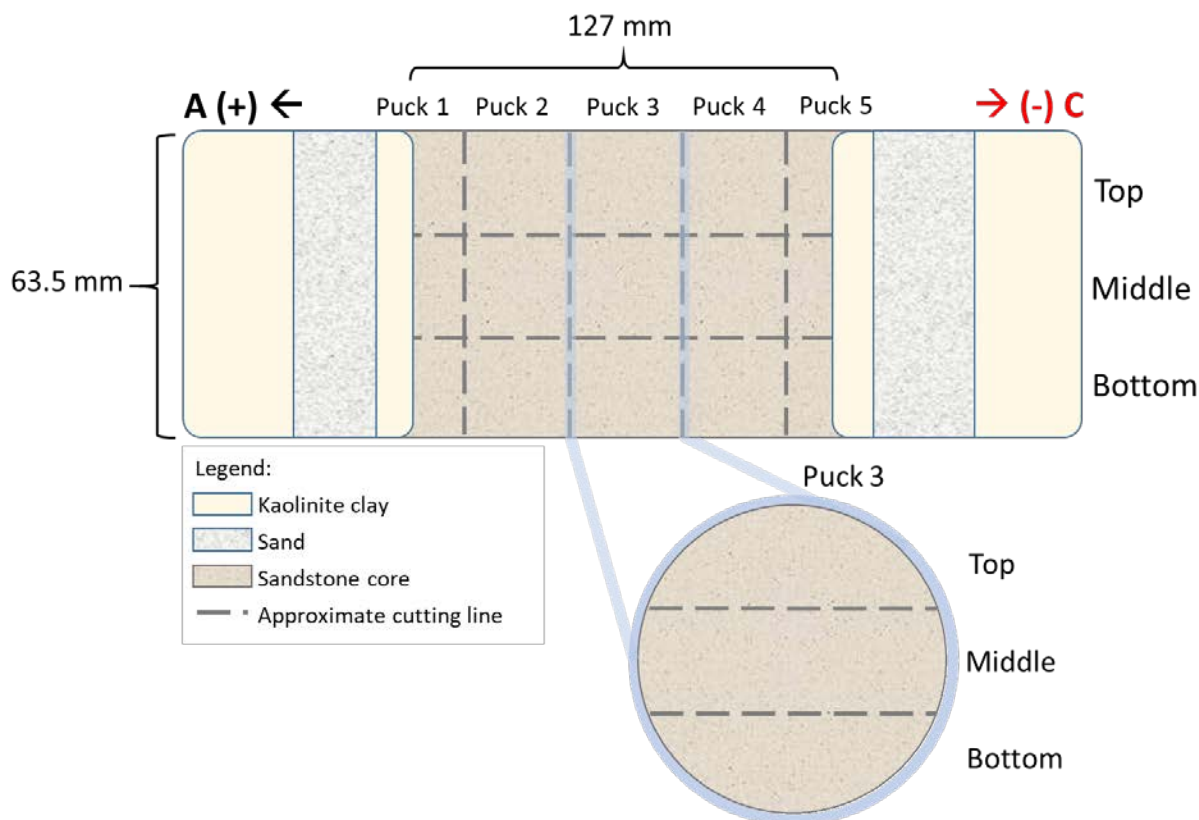 127 mm
A (+) ← Puck 1 Puck 2 Puck 3 Puck 4 Puck 5 → (-) C
Top
63.5 mm
Middle
Bottom
Legend:
Kaolinite clay
Sand
Sandstone core
Approximate cutting line
Puck 3
Top
Middle
Bottom